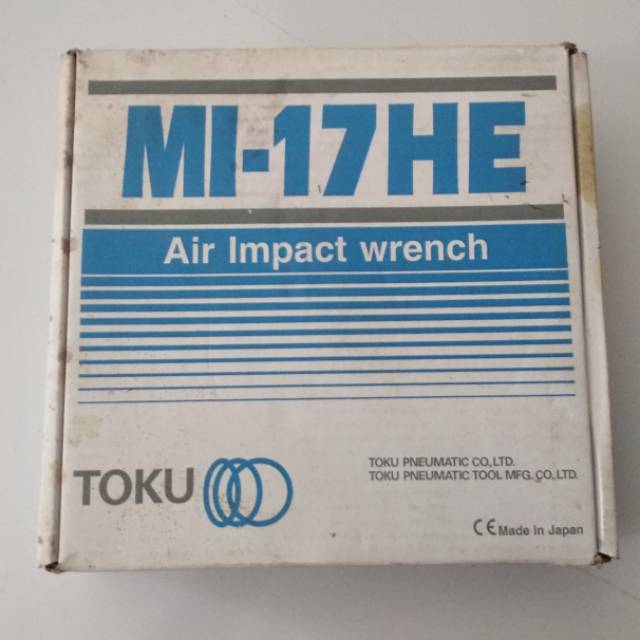 MI-17HE
Air Impact wrench
TOKU
TOKU PNEUMATIC CO,.LTD.
TOKU PNEUMATIC TOOL MFG. CO,.LTD.
CE Made in Japan